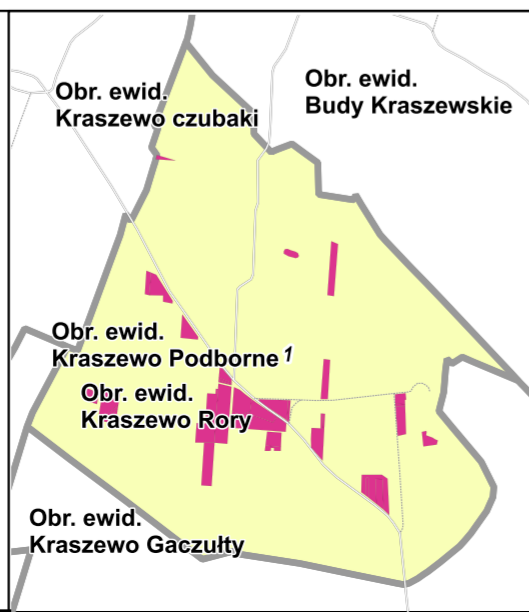 Obr. ewid.
Kraszewo czubaki
Obr. ewid.
Budy Kraszewskie
Obr. ewid.
Kraszewo Podborne 1
Obr. ewid.
Kraszewo Rory
Obr. ewid.
Kraszewo Gaczułty